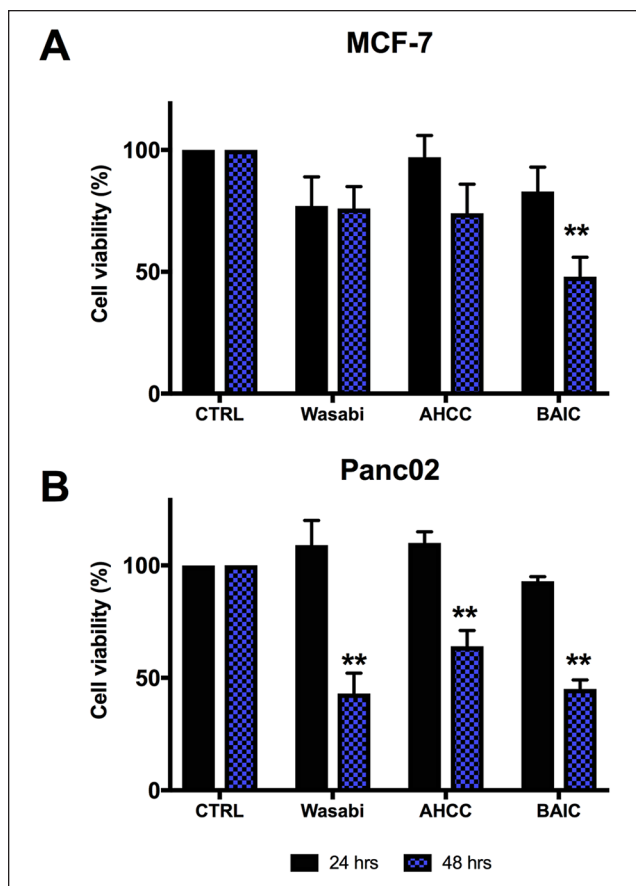 A
MCF-7
Cell viability (%)
100
50
0
CTRL Wasabi AHCC BAIC
**
B
Panc02
Cell viability (%)
100
50
0
CTRL Wasabi AHCC BAIC
** ** **
24 hrs 48 hrs